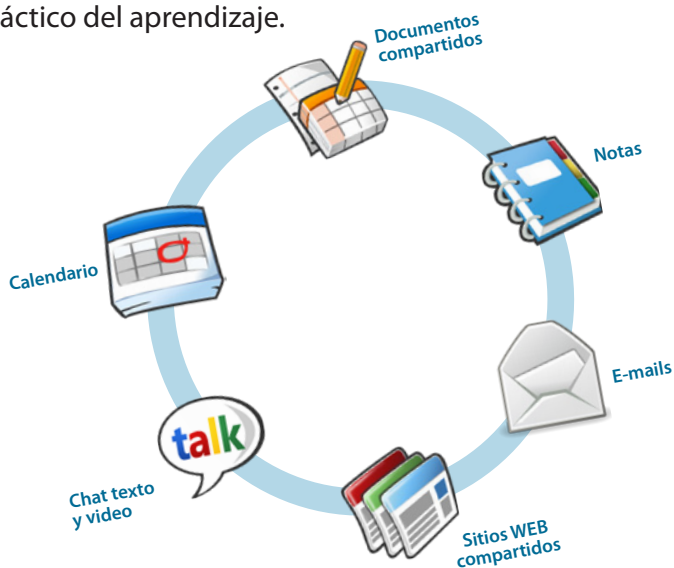 áctico del aprendizaje.
Documentos
compartidos
Notas
Calendario
E-mails
talk
Chat texto
y video
Sitios WEB
compartidos